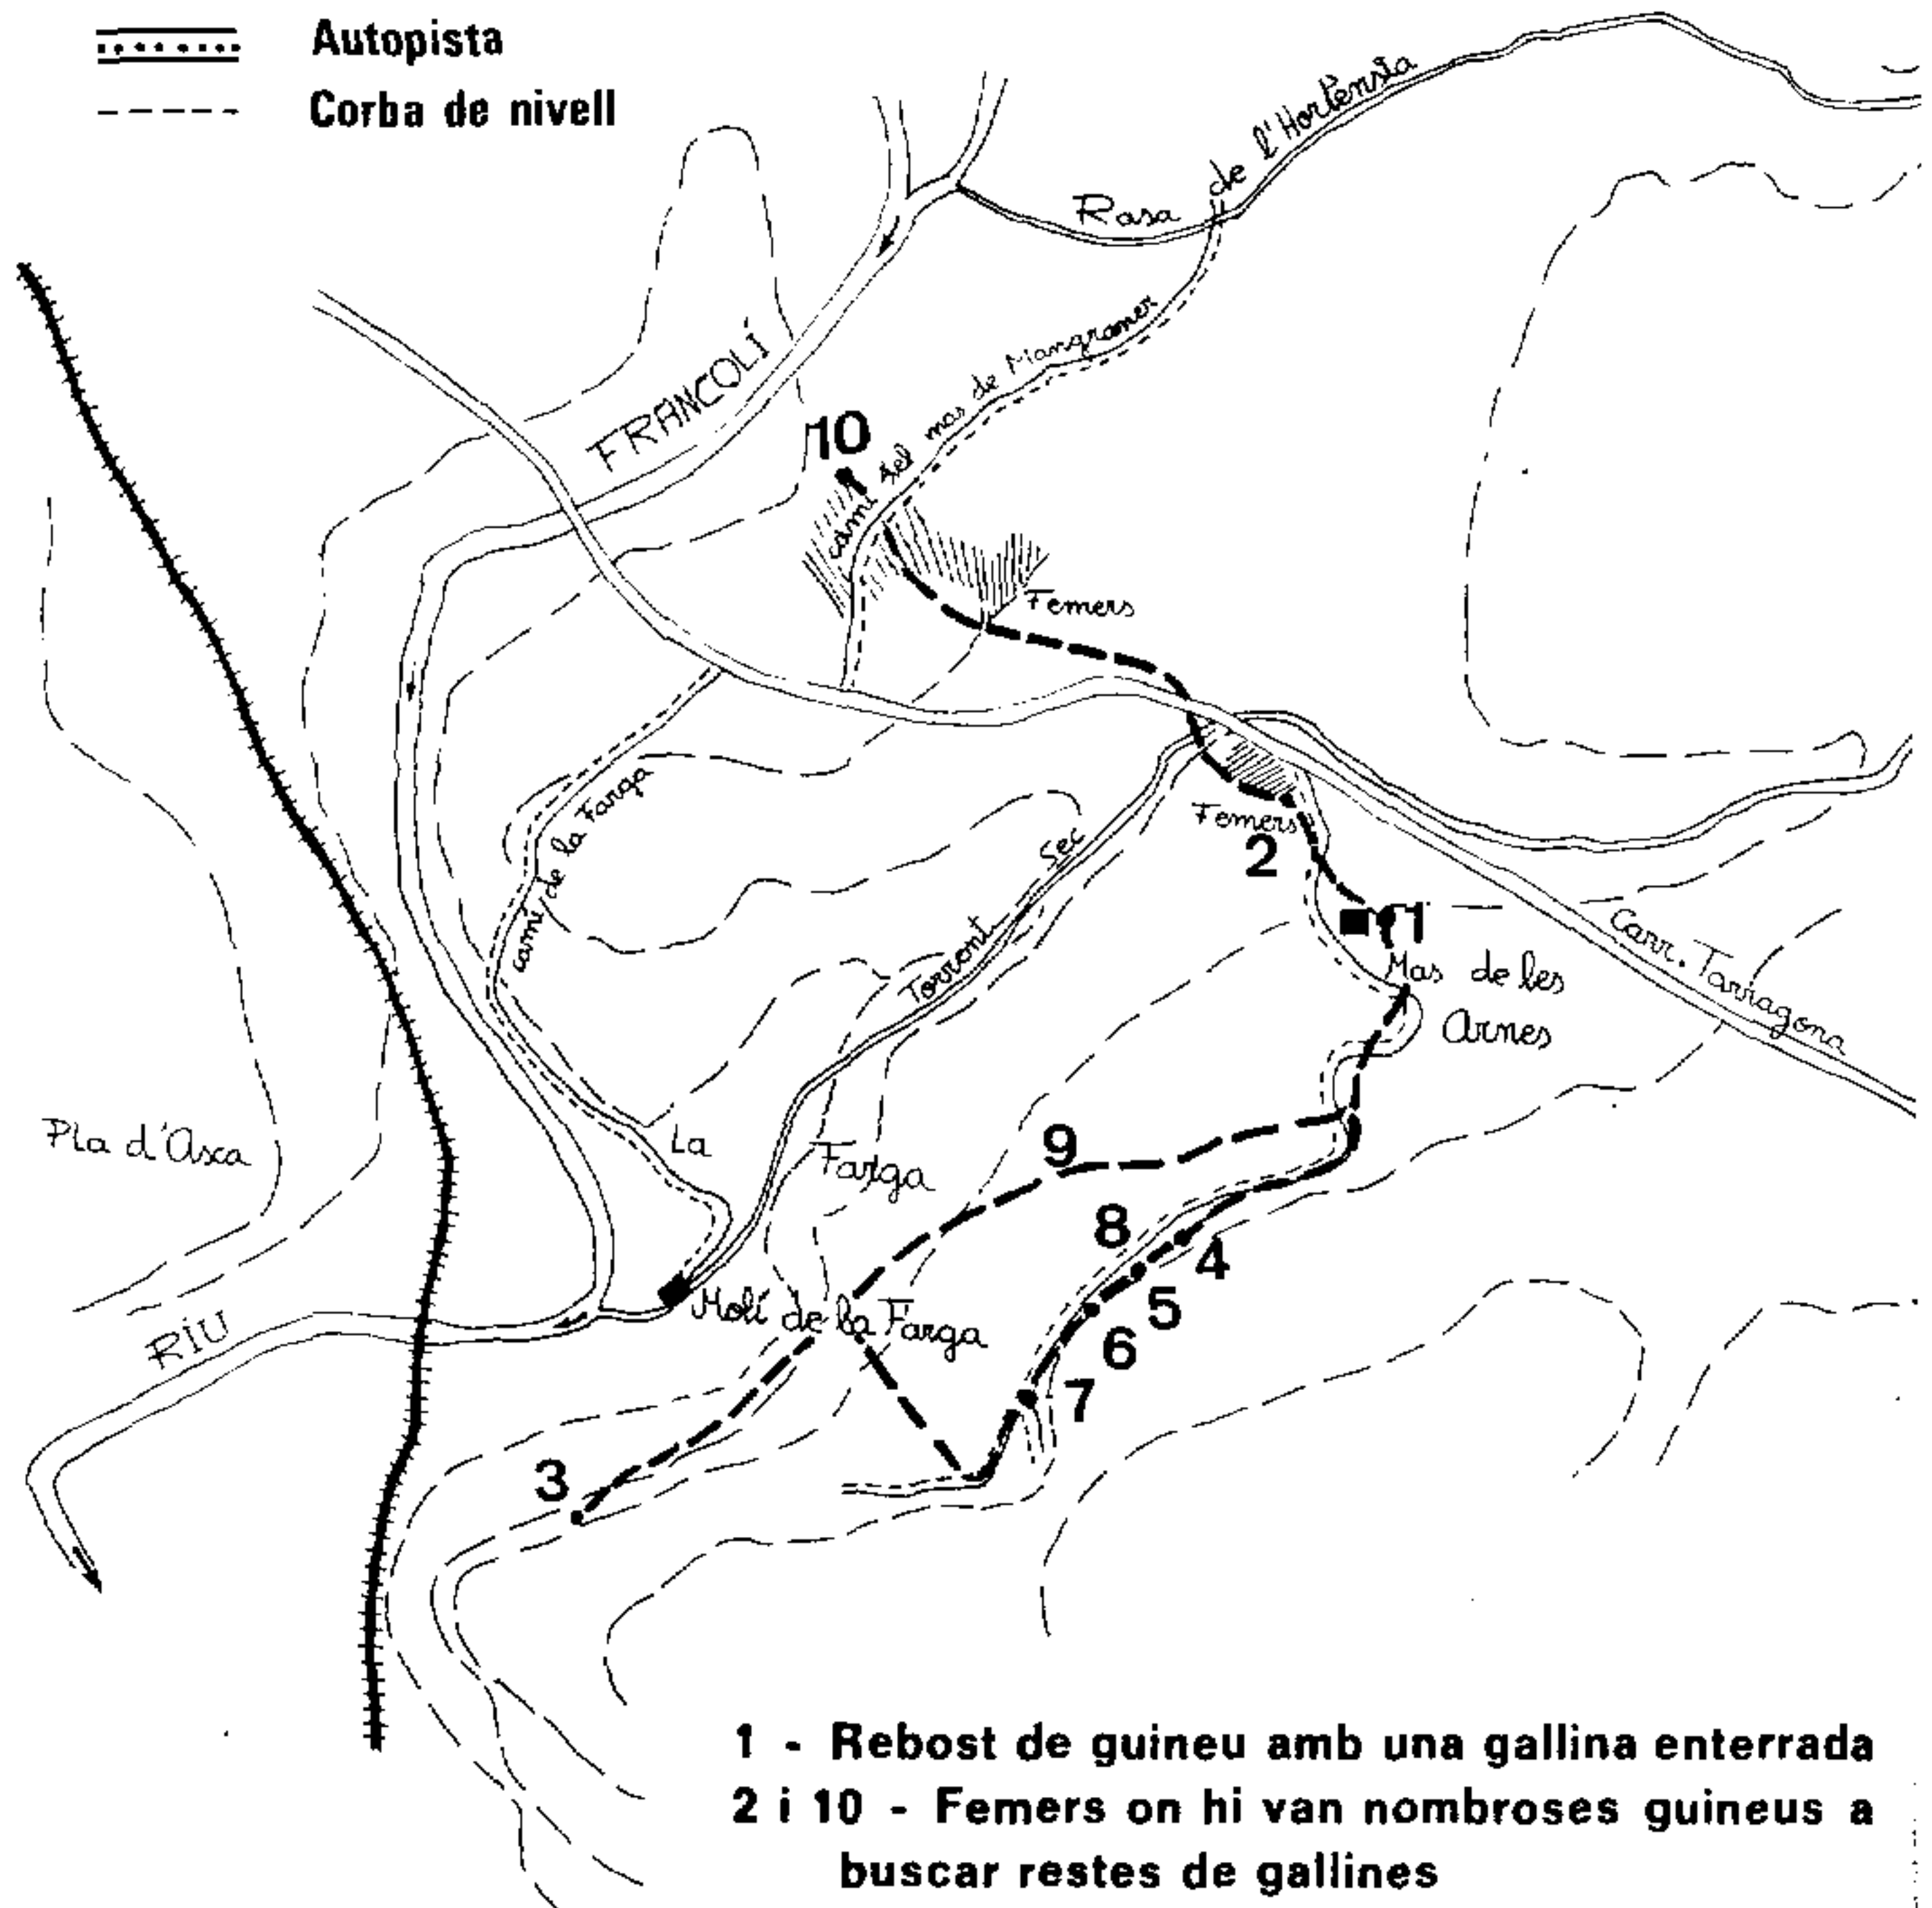 Autopista
Corba de nivell
Rasa de l'Hortènsia
FRANCOLÍ
10
camí del mas de Mangraner
Femers
camí de la Farga
Torrent Sec
Femers
2
1
Mas de les
Arnes
Carr. Tarragona
Pla d'Asca
La Farga
9
8
4
5
6
7
Molí de la Farga
RIU
3
1 - Rebost de guineu amb una gallina enterrada
2 i 10 - Femers on hi van nombroses guineus a
buscar restes de gallines